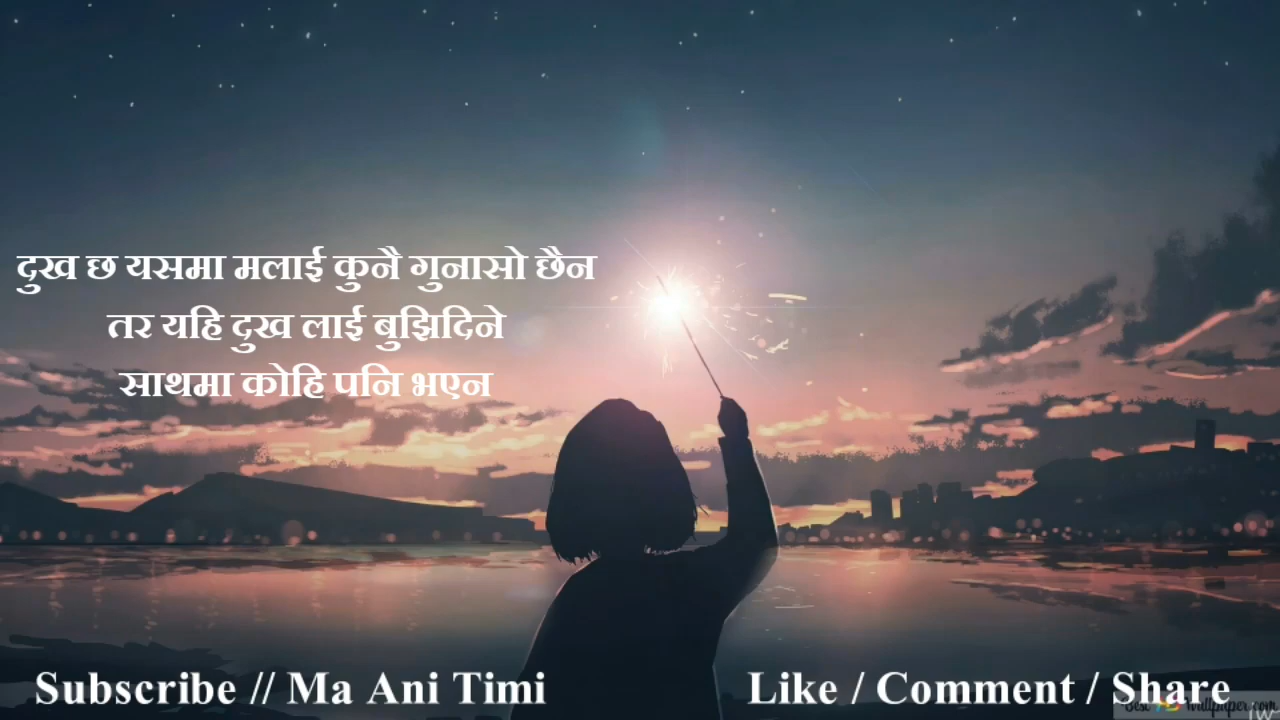 दुख छ यसमा मलाई कुनै गुनासो छैन
तर यहि दुख लाई बुझिदिने
साथमा कोहि पनि भएन
Subscribe // Ma Ani Timi
Like / Comment / Share